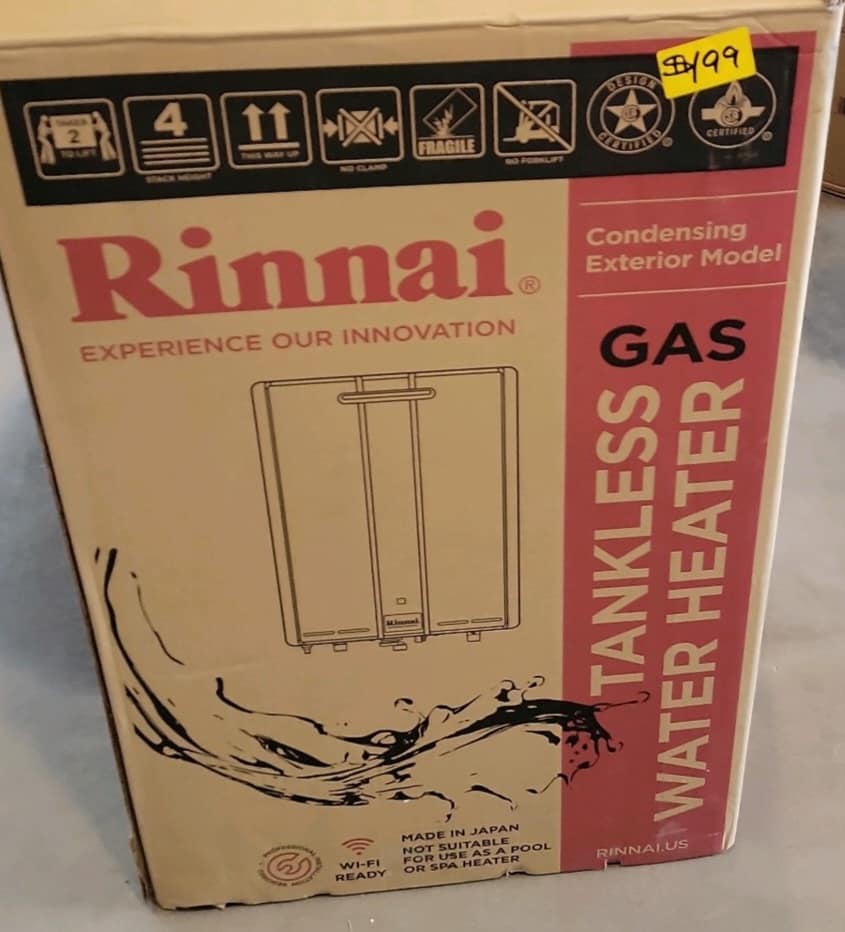 $499
2
TO LIFT
4
STACK HEIGHT
THIS WAY UP
NO CLAMP
FRAGILE
NO FORKLIFT
DESIGN
CERTIFIED
CERTIFIED
Rinnai®
EXPERIENCE OUR INNOVATION
Condensing
Exterior Model
GAS
TANKLESS
WATER HEATER
Rinnai
PROFESSIONAL
WI-FI
READY
MADE IN JAPAN
NOT SUITABLE
FOR USE AS A POOL
OR SPA HEATER
RINNAI.US